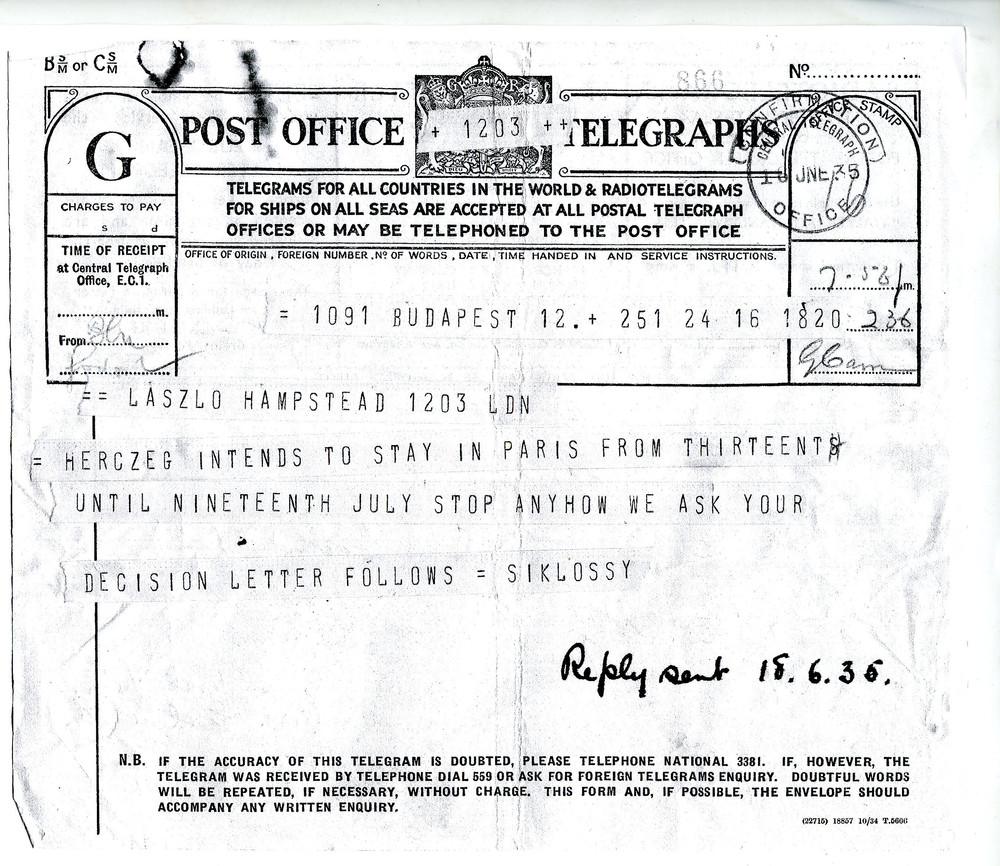 B S/M or C S/M
866
Nº
G
POST OFFICE
+ 1203 ++
TELEGRAPHS
OFFICE STAMP
CONFIRMATION
CENTRAL TELEGRAPH
JNE 35
OFFICE
TELEGRAMS FOR ALL COUNTRIES IN THE WORLD & RADIOTELEGRAMS
FOR SHIPS ON ALL SEAS ARE ACCEPTED AT ALL POSTAL TELEGRAPH
OFFICES OR MAY BE TELEPHONED TO THE POST OFFICE
CHARGES TO PAY
s d
TIME OF RECEIPT
at Central Telegraph
Office, E.C.1.
m.
From
OFFICE OF ORIGIN, FOREIGN NUMBER, Nº OF WORDS, DATE, TIME HANDED IN AND SERVICE INSTRUCTIONS.
m.
= 1091 BUDAPEST 12.+ 251 24 16 1820 236
== LASZLO HAMPSTEAD 1203 LDN
= HERCZEG INTENDS TO STAY IN PARIS FROM THIRTEENTH
UNTIL NINETEENTH JULY STOP ANYHOW WE ASK YOUR
DECISION LETTER FOLLOWS = SIKLOSSY
Reply sent 18.6.35.
N.B. IF THE ACCURACY OF THIS TELEGRAM IS DOUBTED, PLEASE TELEPHONE NATIONAL 3381. IF, HOWEVER, THE
TELEGRAM WAS RECEIVED BY TELEPHONE DIAL 559 OR ASK FOR FOREIGN TELEGRAMS ENQUIRY. DOUBTFUL WORDS
WILL BE REPEATED, IF NECESSARY, WITHOUT CHARGE. THIS FORM AND, IF POSSIBLE, THE ENVELOPE SHOULD
ACCOMPANY ANY WRITTEN ENQUIRY.
(22715) 18857 10/34 T.5606